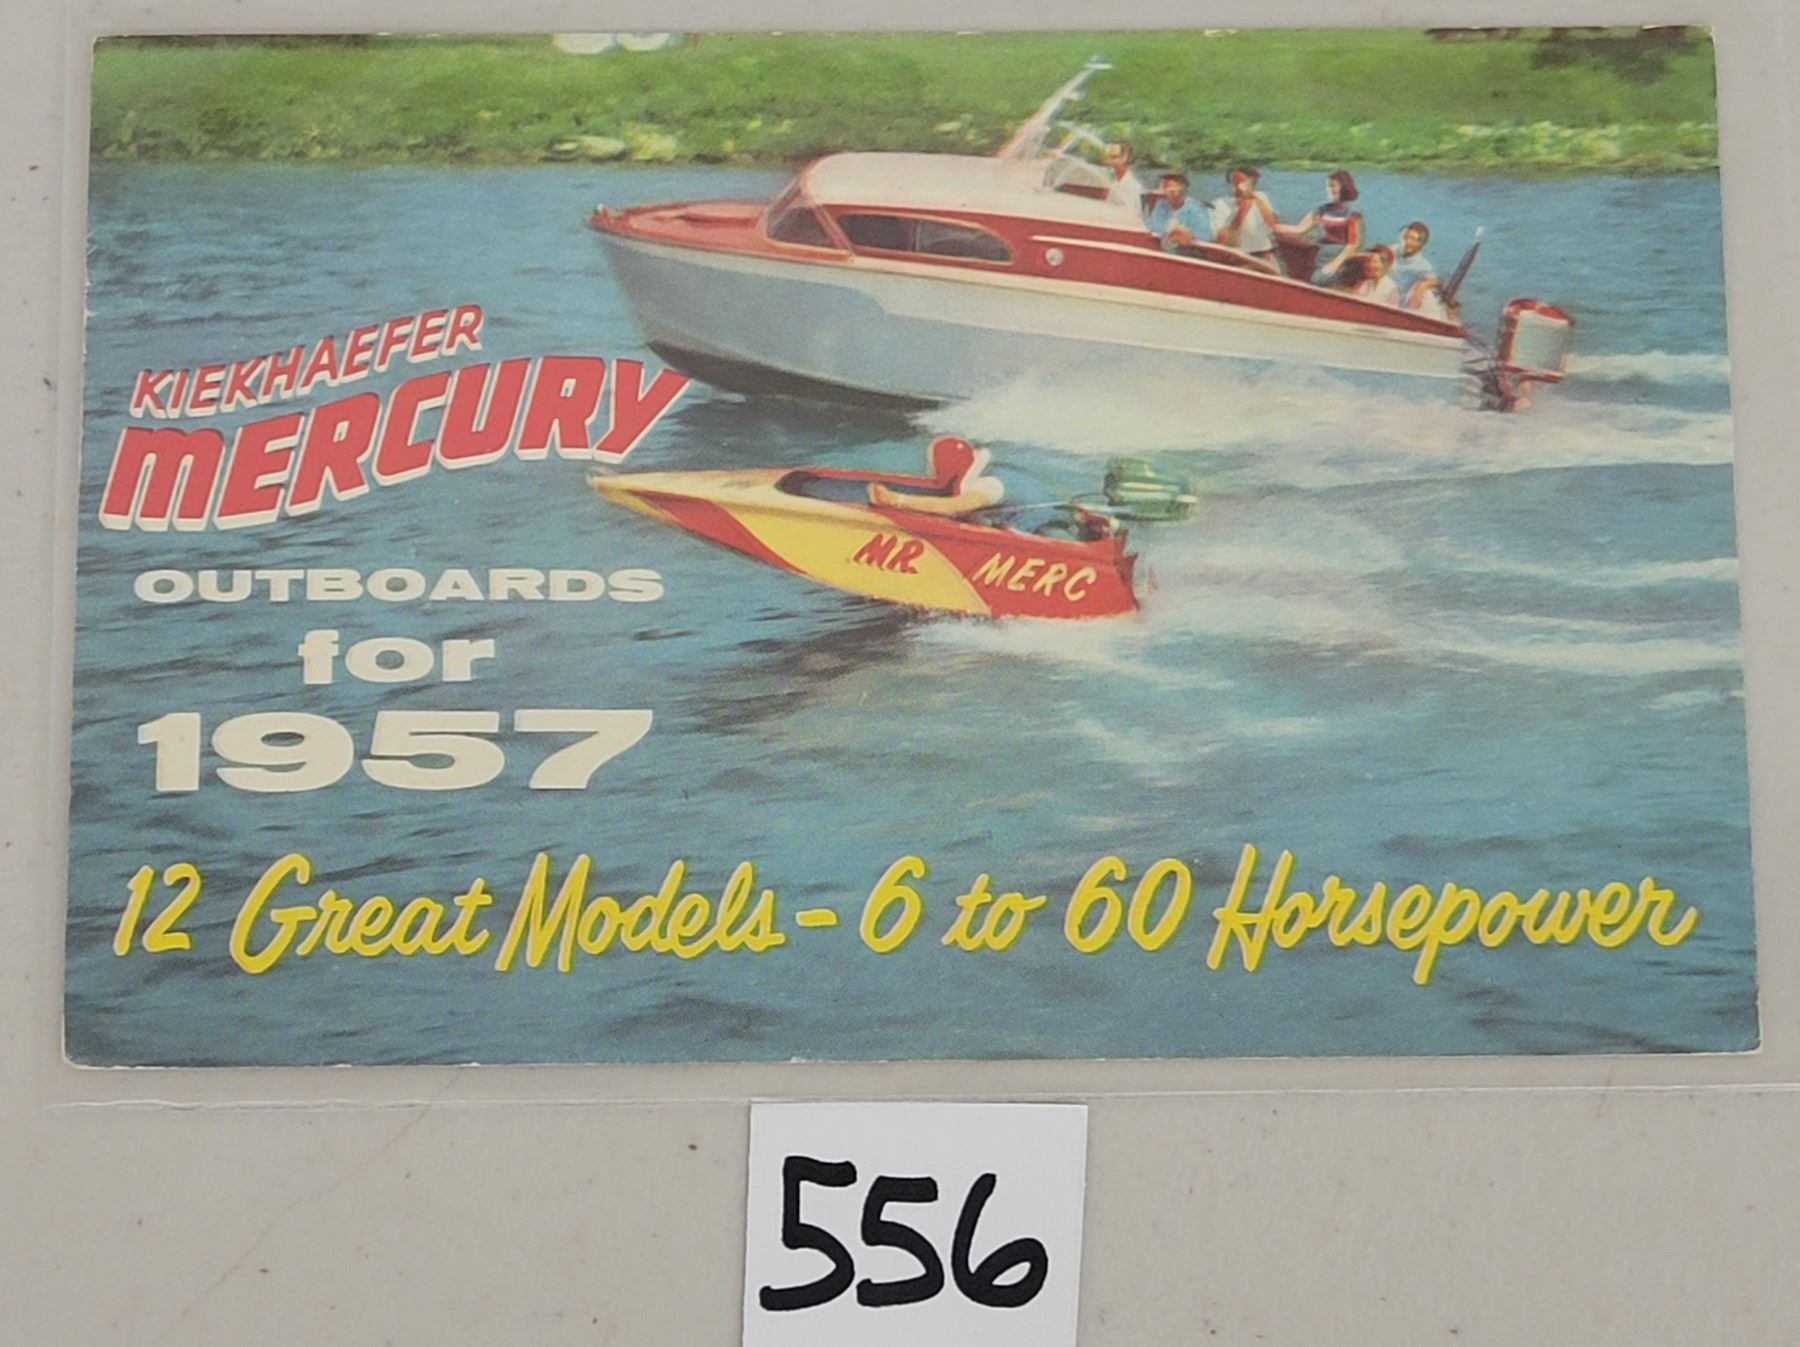 KIEKHAEFER
MERCURY
OUTBOARDS
for
1957
MR. MERC
12 Great Models - 6 to 60 Horsepower
556